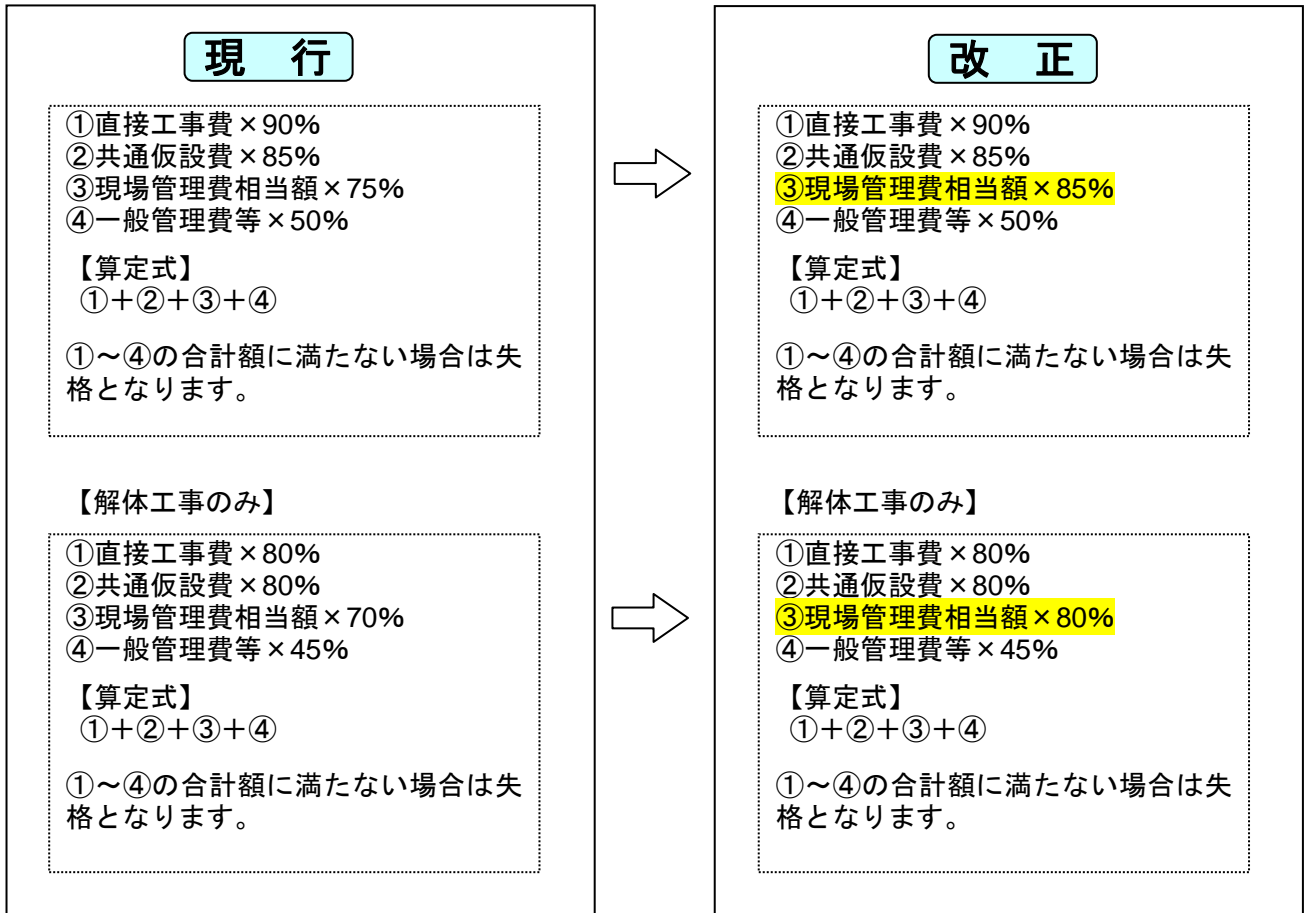 現 行
①直接工事費×90%
②共通仮設費×85%
③現場管理費相当額×75%
④一般管理費等×50%
【算定式】
①+②+③+④
①～④の合計額に満たない場合は失
格となります。
【解体工事のみ】
①直接工事費×80%
②共通仮設費×80%
③現場管理費相当額×70%
④一般管理費等×45%
【算定式】
①+②+③+④
①～④の合計額に満たない場合は失
格となります。
改 正
①直接工事費×90%
②共通仮設費×85%
③現場管理費相当額×85%
④一般管理費等×50%
【算定式】
①+②+③+④
①～④の合計額に満たない場合は失
格となります。
【解体工事のみ】
①直接工事費×80%
②共通仮設費×80%
③現場管理費相当額×80%
④一般管理費等×45%
【算定式】
①+②+③+④
①～④の合計額に満たない場合は失
格となります。